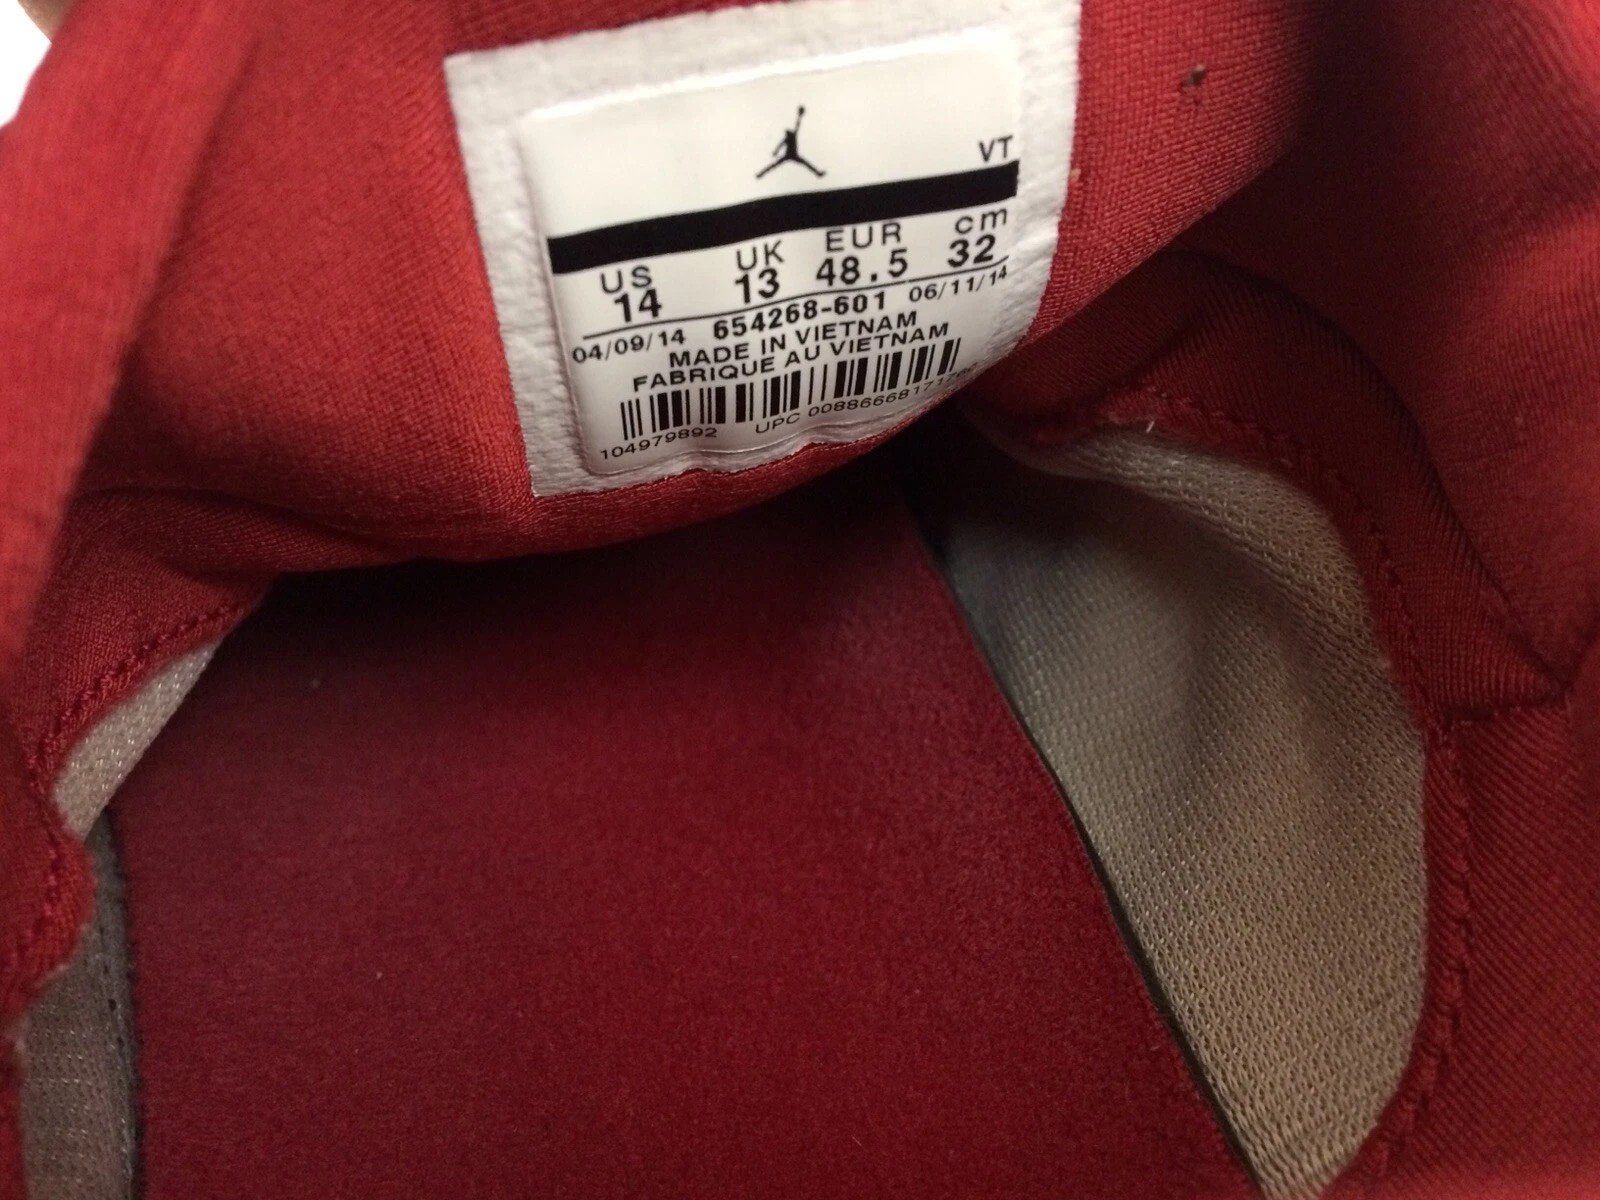 VT
US UK EUR cm
14 13 48.5 32
04/09/14 654268-601 06/11/14
MADE IN VIETNAM
FABRIQUE AU VIETNAM
104979892 UPC